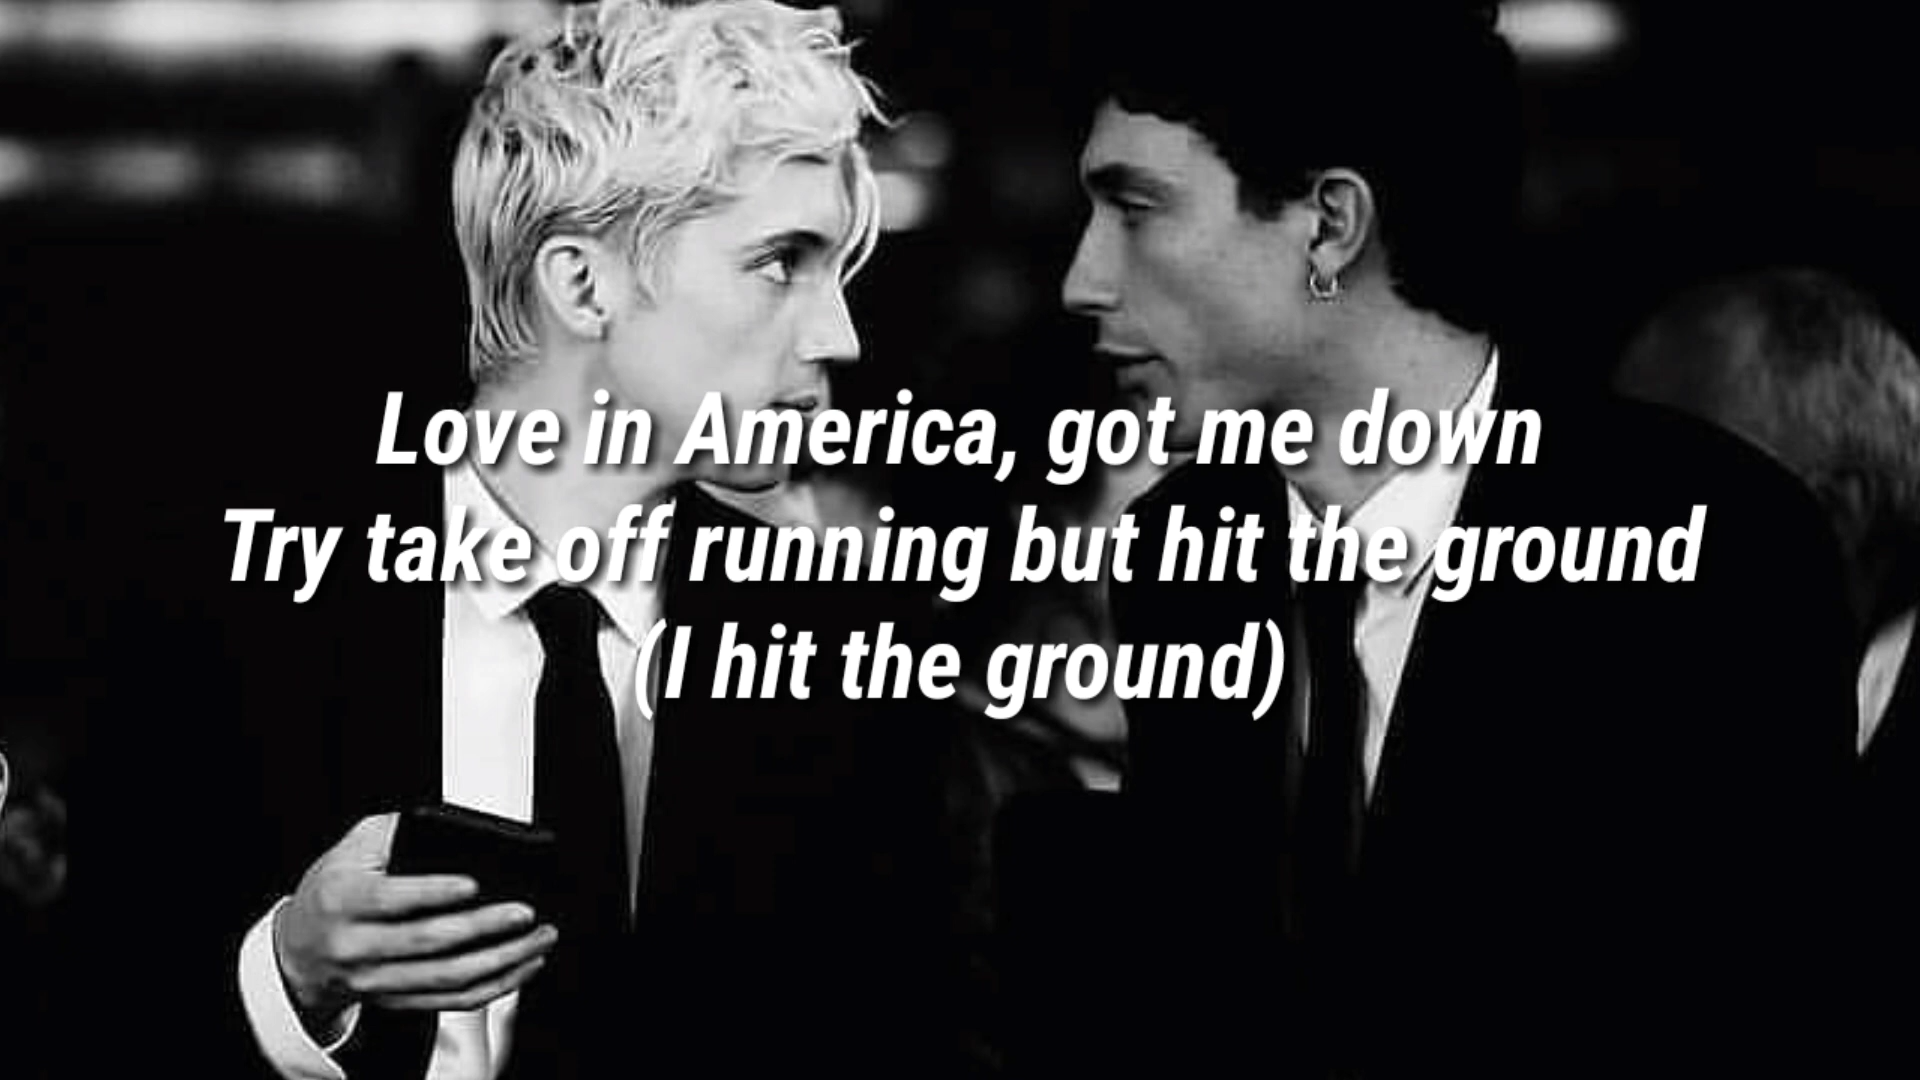 Love in America, got me down
Try take off running but hit the ground
(I hit the ground)